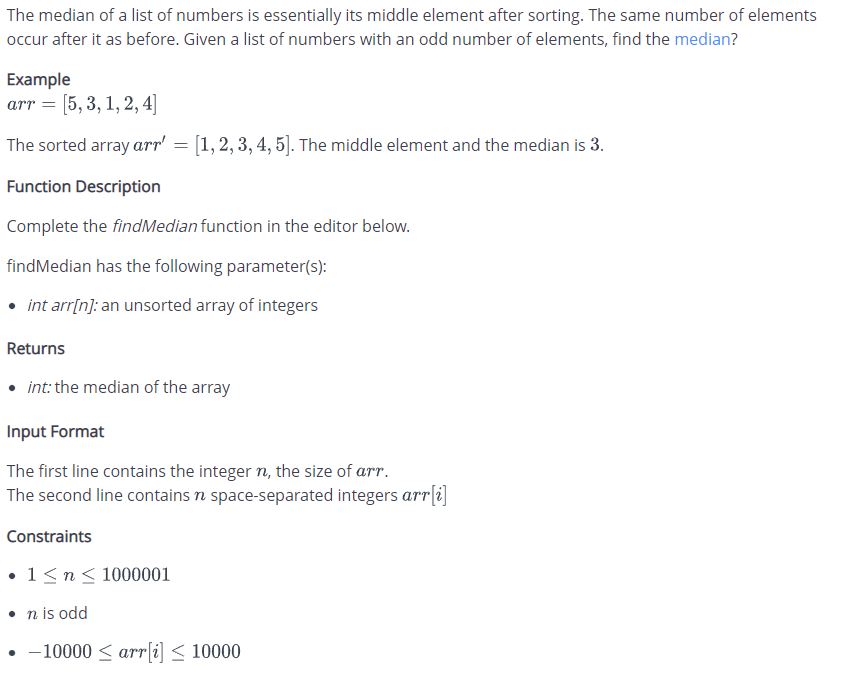 The median of a list of numbers is essentially its middle element after sorting. The same number of elements
occur after it as before. Given a list of numbers with an odd number of elements, find the median?
Example
arr = [5, 3, 1, 2, 4]
The sorted array arr′ = [1, 2, 3, 4, 5]. The middle element and the median is 3.
Function Description
Complete the findMedian function in the editor below.
findMedian has the following parameter(s):
• int arr[n]: an unsorted array of integers
Returns
• int: the median of the array
Input Format
The first line contains the integer n, the size of arr.
The second line contains n space-separated integers arr[i]
Constraints
• 1 ≤ n ≤ 1000001
• n is odd
• −10000 ≤ arr[i] ≤ 10000